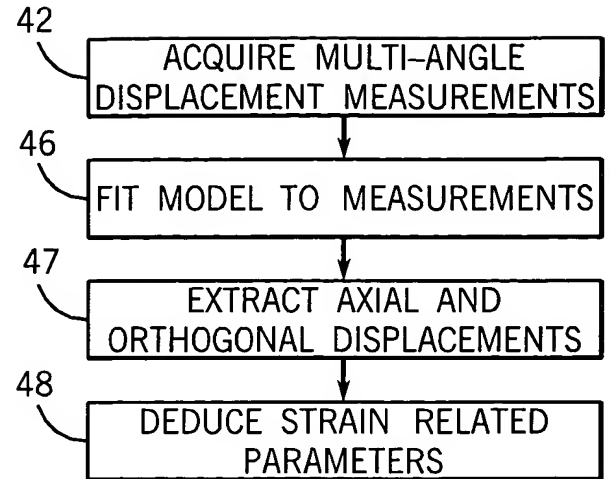 42
ACQUIRE MULTI-ANGLE
DISPLACEMENT MEASUREMENTS
46
FIT MODEL TO MEASUREMENTS
47
EXTRACT AXIAL AND
ORTHOGONAL DISPLACEMENTS
48
DEDUCE STRAIN RELATED
PARAMETERS